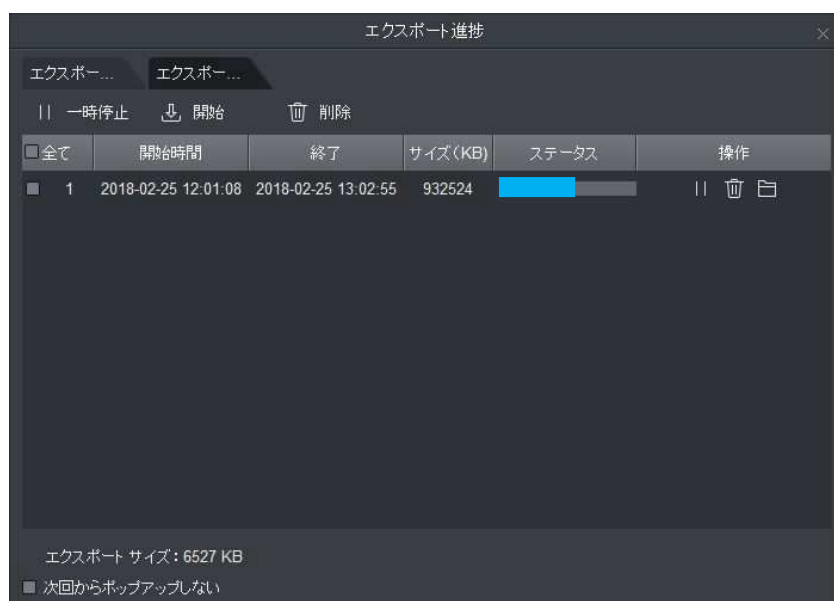 エクスポート進捗
エクスポー... エクスポー...
一時停止 開始 削除
全て 開始時間 終了 サイズ(KB) ステータス 操作
1 2018-02-25 12:01:08 2018-02-25 13:02:55 932524
エクスポート サイズ：6527 KB
次回からポップアップしない